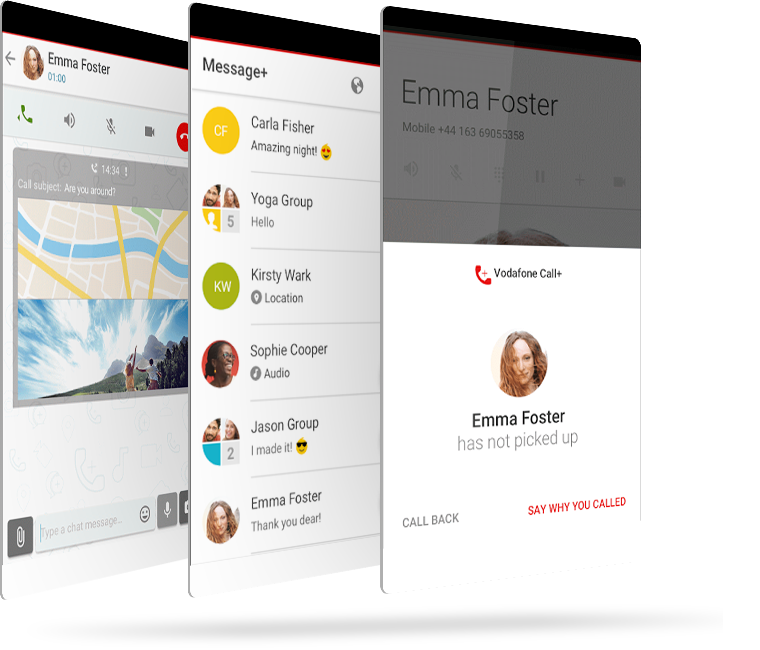 Emma Foster
01:00
14:34
Call subject: Are you around?
Type a chat message...
Message+
CF
Carla Fisher
Amazing night! 😍
Yoga Group
5
Hello
KW
Kirsty Wark
Location
Sophie Cooper
Audio
Jason Group
2
I made it! 😎
Emma Foster
Thank you dear!
Emma Foster
Mobile +44 163 69055358
Vodafone Call+
Emma Foster
has not picked up
CALL BACK
SAY WHY YOU CALLED